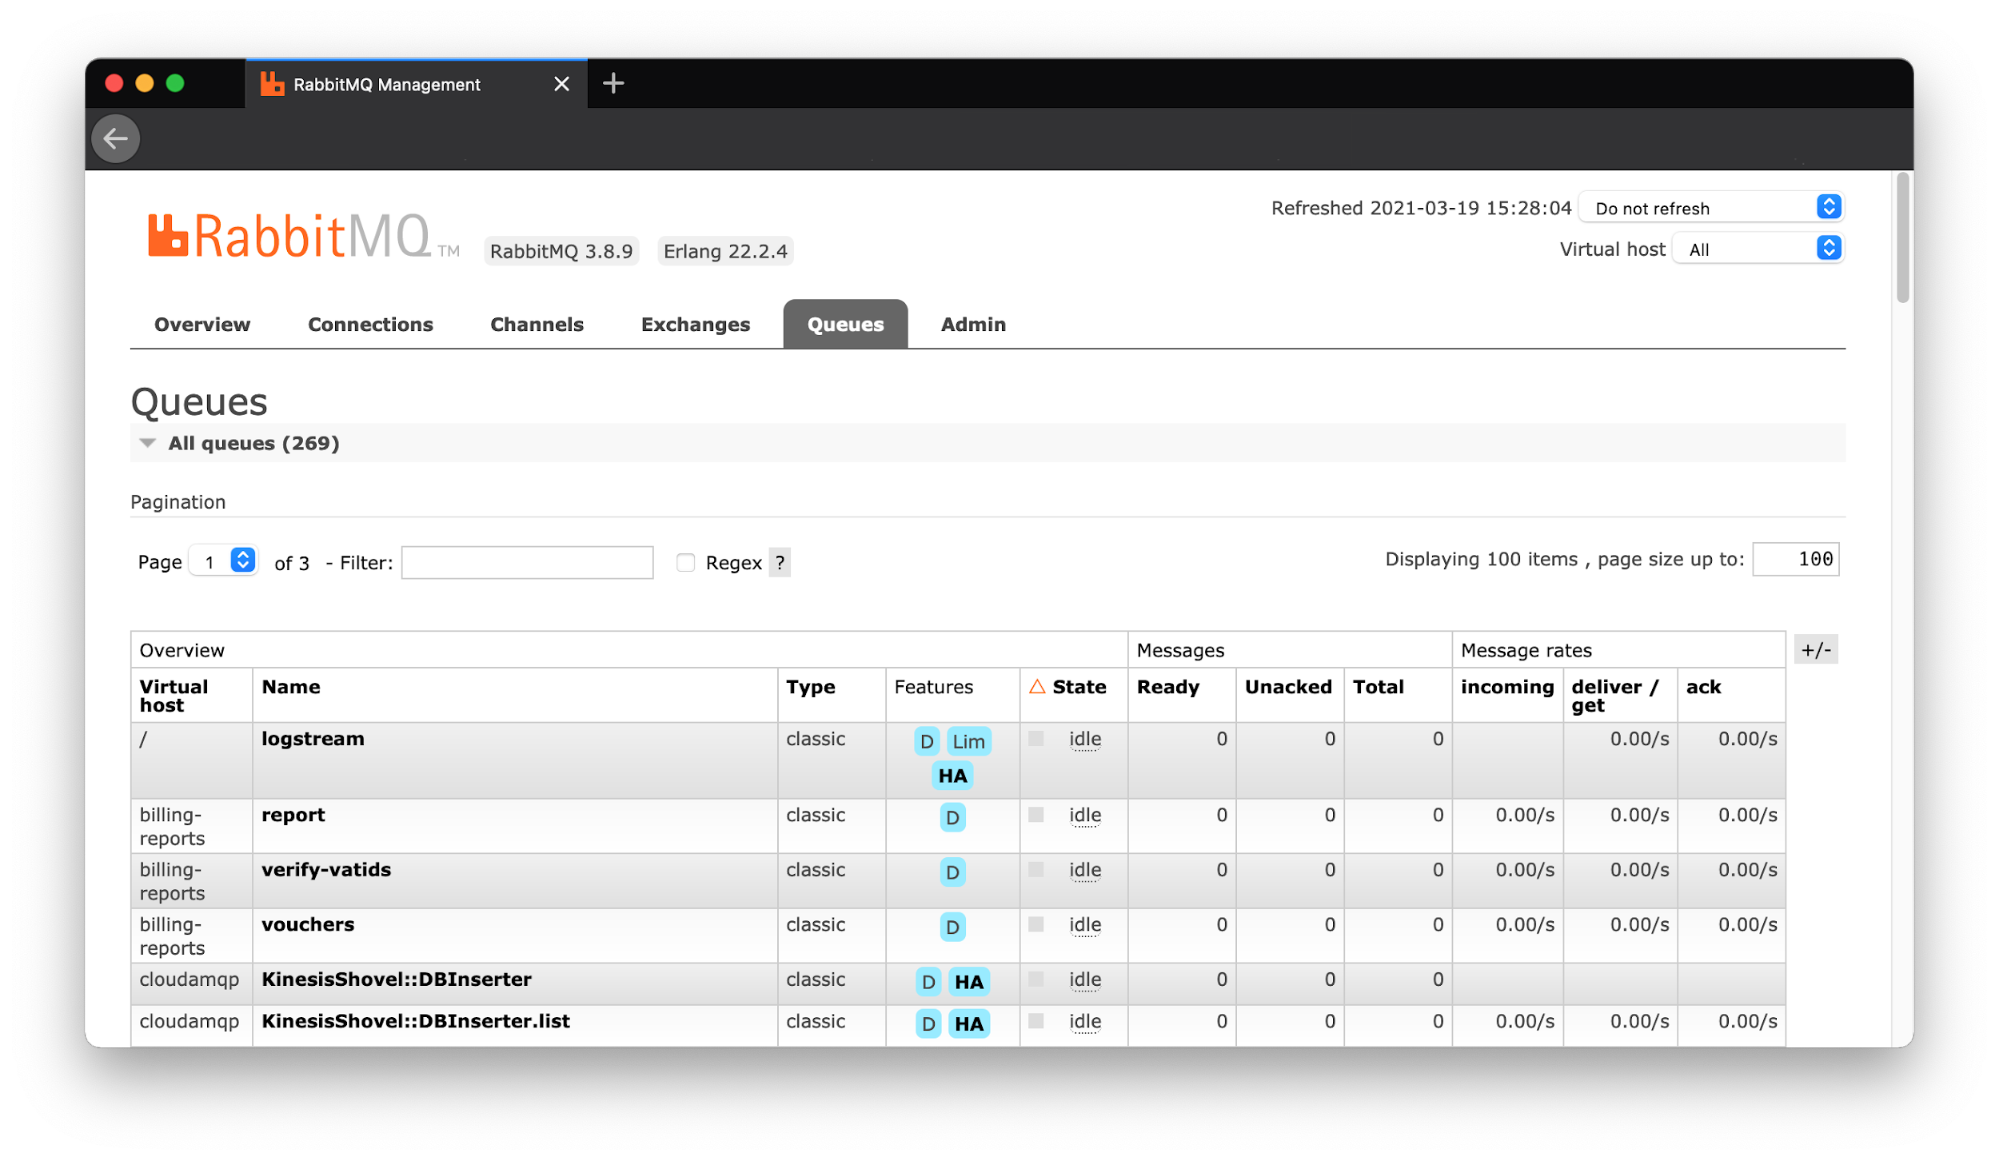 RabbitMQ Management
Refreshed 2021-03-19 15:28:04 Do not refresh
RabbitMQ TM RabbitMQ 3.8.9 Erlang 22.2.4
Virtual host All
Overview Connections Channels Exchanges Queues Admin
Queues
All queues (269)
Pagination
Page 1 of 3 - Filter: Regex ? Displaying 100 items , page size up to: 100
Overview Messages Message rates +/-
Virtual host Name Type Features △ State Ready Unacked Total incoming deliver / get ack
/ logstream classic D Lim HA idle 0 0 0 0.00/s 0.00/s
billing-reports report classic D idle 0 0 0 0.00/s 0.00/s 0.00/s
billing-reports verify-vatids classic D idle 0 0 0 0.00/s 0.00/s 0.00/s
billing-reports vouchers classic D idle 0 0 0 0.00/s 0.00/s 0.00/s
cloudamqp KinesisShovel::DBInserter classic D HA idle 0 0 0
cloudamqp KinesisShovel::DBInserter.list classic D HA idle 0 0 0 0.00/s 0.00/s 0.00/s